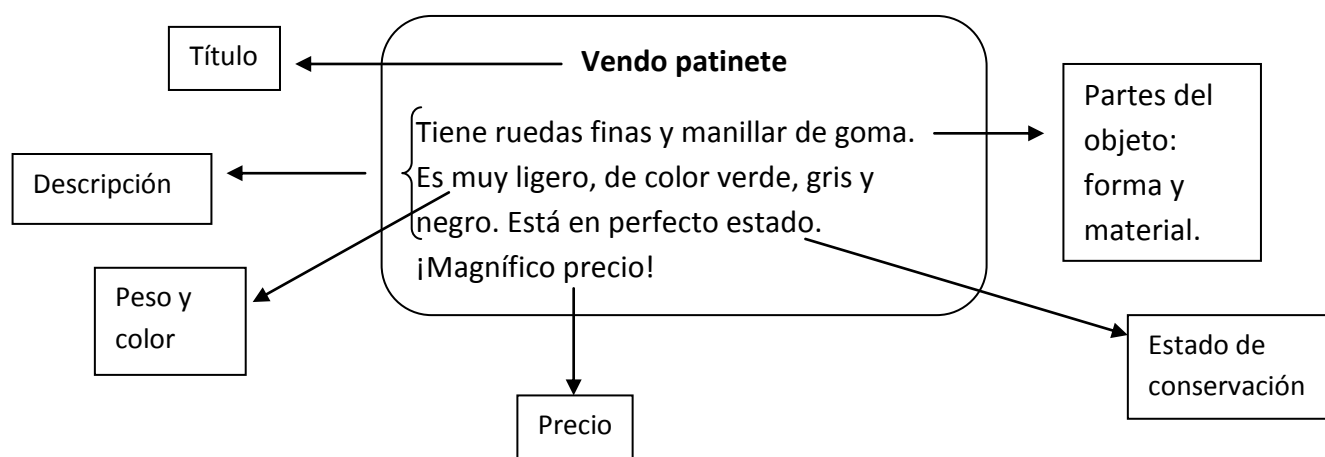 Título
Vendo patinete
Partes del
objeto:
forma y
material.
Tiene ruedas finas y manillar de goma.
Es muy ligero, de color verde, gris y
negro. Está en perfecto estado.
¡Magnífico precio!
Descripción
Peso y
color
Estado de
conservación
Precio